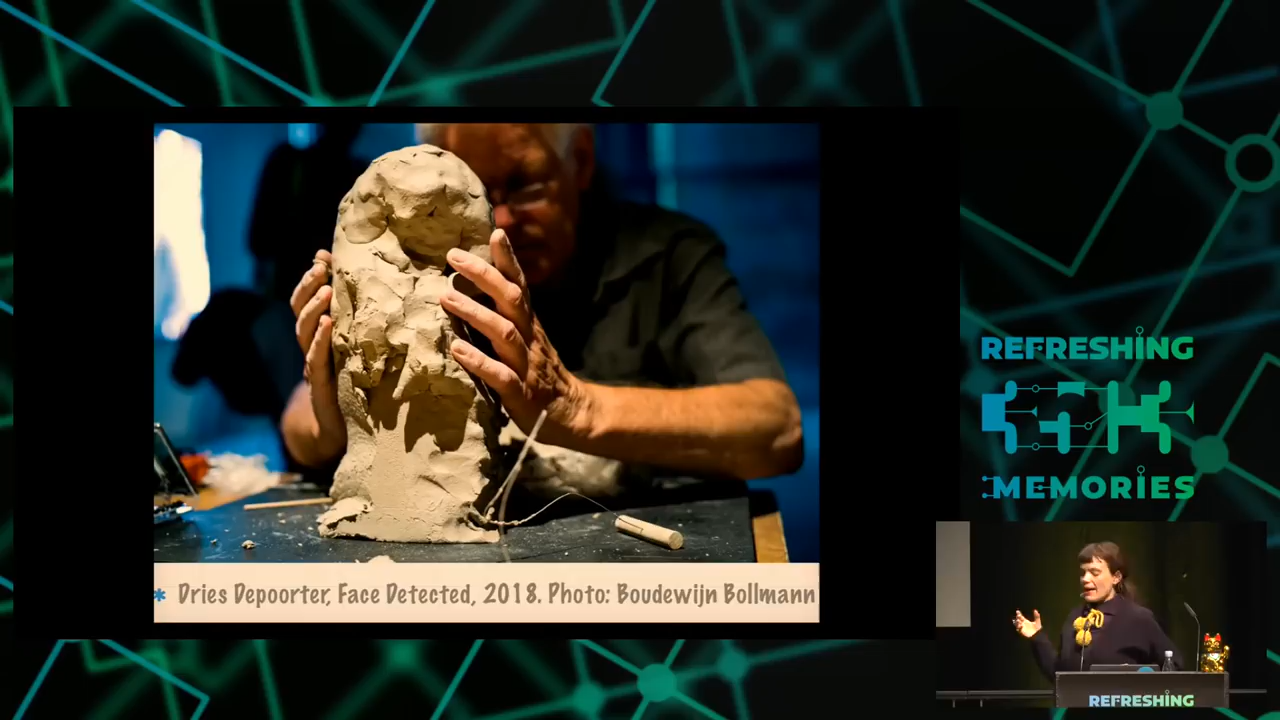 * Dries Depoorter, Face Detected, 2018. Photo: Boudewijn Bollmann
REFRESHING
:MEMORIES
REFRESHING